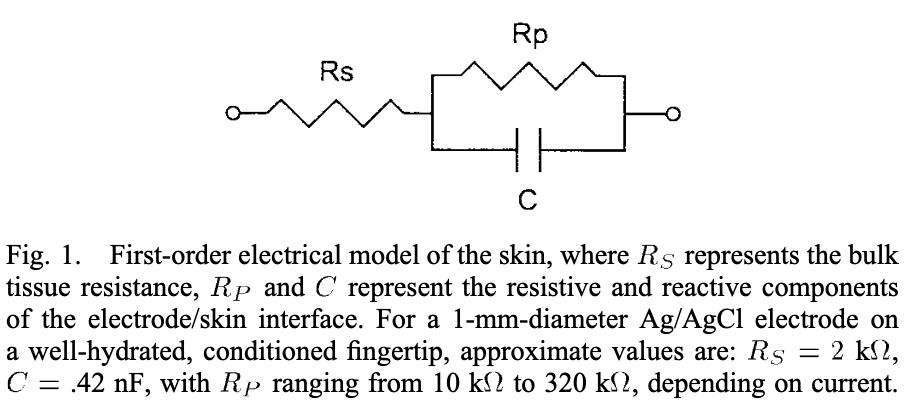 Rp
Rs
C
Fig. 1. First-order electrical model of the skin, where R_S represents the bulk
tissue resistance, R_P and C represent the resistive and reactive components
of the electrode/skin interface. For a 1-mm-diameter Ag/AgCl electrode on
a well-hydrated, conditioned fingertip, approximate values are: R_S = 2 kΩ,
C = .42 nF, with R_P ranging from 10 kΩ to 320 kΩ, depending on current.